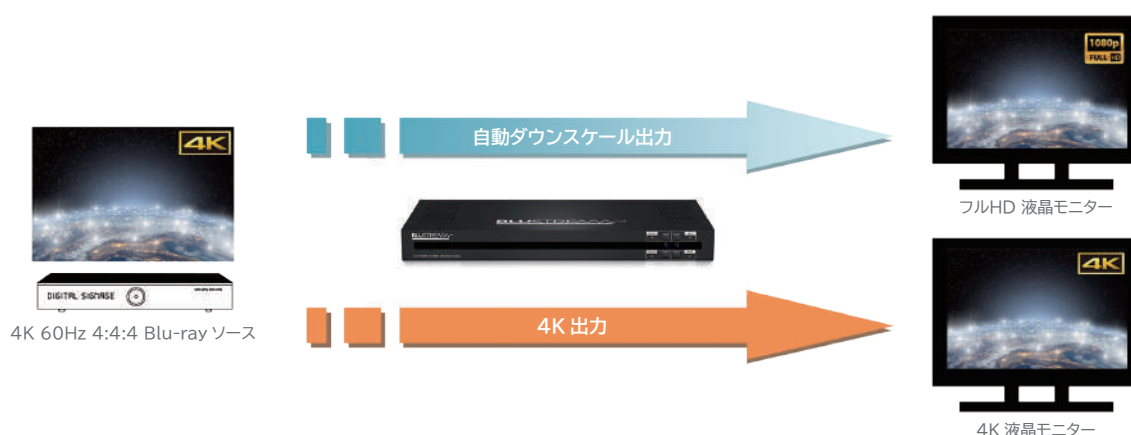 4K
DIGITAL SIGNAGE
4K 60Hz 4:4:4 Blu-ray ソース
自動ダウンスケール出力
BLUSTREAM
BLUSTREAM
4K 出力
1080p
FULL HD
フルHD 液晶モニター
4K
4K 液晶モニター